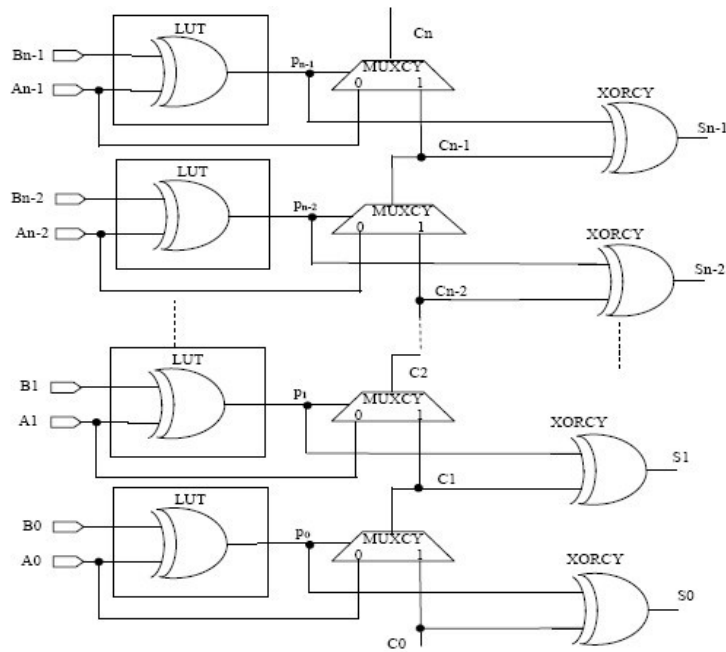 LUT
Cn
Bn-1
pn-1
MUXCY
An-1
0 1
XORCY
Cn-1
Sn-1
LUT
Bn-2
pn-2
MUXCY
An-2
0 1
XORCY
Cn-2
Sn-2
LUT
C2
B1
p1
MUXCY
A1
0 1
XORCY
C1
S1
LUT
B0
p0
MUXCY
A0
0 1
XORCY
C0
S0